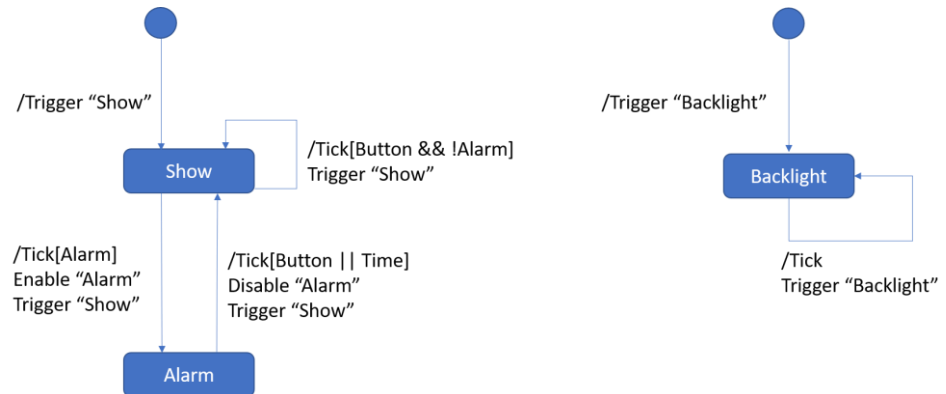 /Trigger “Show”
/Tick[Button && !Alarm]
Trigger “Show”
Show
/Tick[Alarm]
Enable “Alarm”
Trigger “Show”
/Tick[Button || Time]
Disable “Alarm”
Trigger “Show”
Alarm
/Trigger “Backlight”
Backlight
/Tick
Trigger “Backlight”